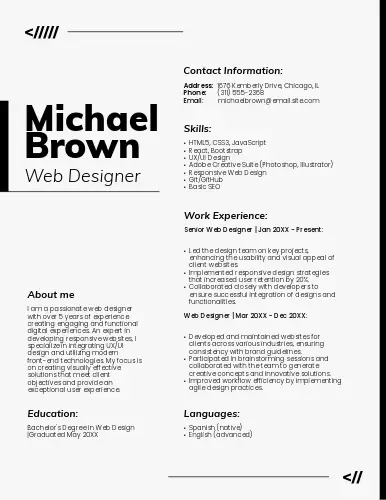 </////
Michael
Brown
Web Designer
About me
I am a passionate web designer
with over 5 years of experience
creating engaging and functional
digital experiences. An expert in
developing responsive websites, I
specialize in integrating UX/UI
design and utilizing modern
front-end technologies. My focus is
on creating visually effective
solutions that meet client
objectives and provide an
exceptional user experience.
Education:
Bachelor's Degree in Web Design
|Graduated May 20XX
Contact Information:
Address: 1676 Kemberly Drive, Chicago, IL
Phone: (311) 555-2368
Email: michaelbrown@email.site.com
Skills:
• HTML5, CSS3, JavaScript
• React, Bootstrap
• UX/UI Design
• Adobe Creative Suite (Photoshop, Illustrator)
• Responsive Web Design
• Git/GitHub
• Basic SEO
Work Experience:
Senior Web Designer | Jan 20XX - Present:
• Led the design team on key projects,
enhancing the usability and visual appeal of
client websites.
• Implemented responsive design strategies
that increased user retention by 20%.
• Collaborated closely with developers to
ensure successful integration of designs and
functionalities.
Web Designer | Mar 20XX - Dec 20XX:
• Developed and maintained websites for
clients across various industries, ensuring
consistency with brand guidelines.
• Participated in brainstorming sessions and
collaborated with the team to generate
creative concepts and innovative solutions.
• Improved workflow efficiency by implementing
agile design practices.
Languages:
• Spanish (native)
• English (advanced)
<//